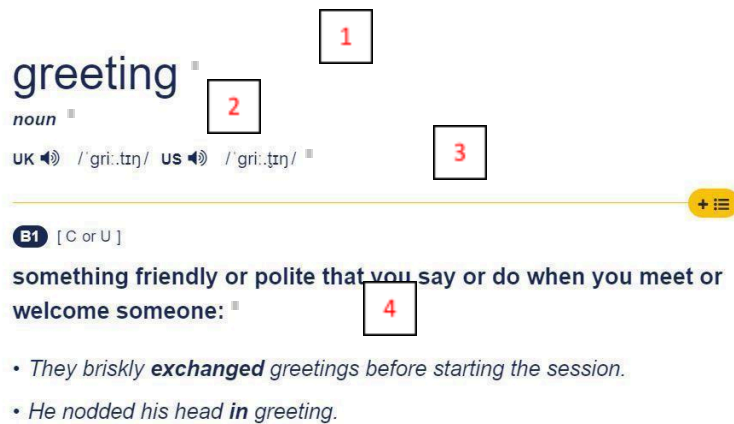 1
greeting
2
noun
UK /ˈɡriː.tɪŋ/ US /ˈɡriː.t̬ɪŋ/
3
B1 [ C or U ]
something friendly or polite that you say or do when you meet or
welcome someone:
4
• They briskly exchanged greetings before starting the session.
• He nodded his head in greeting.